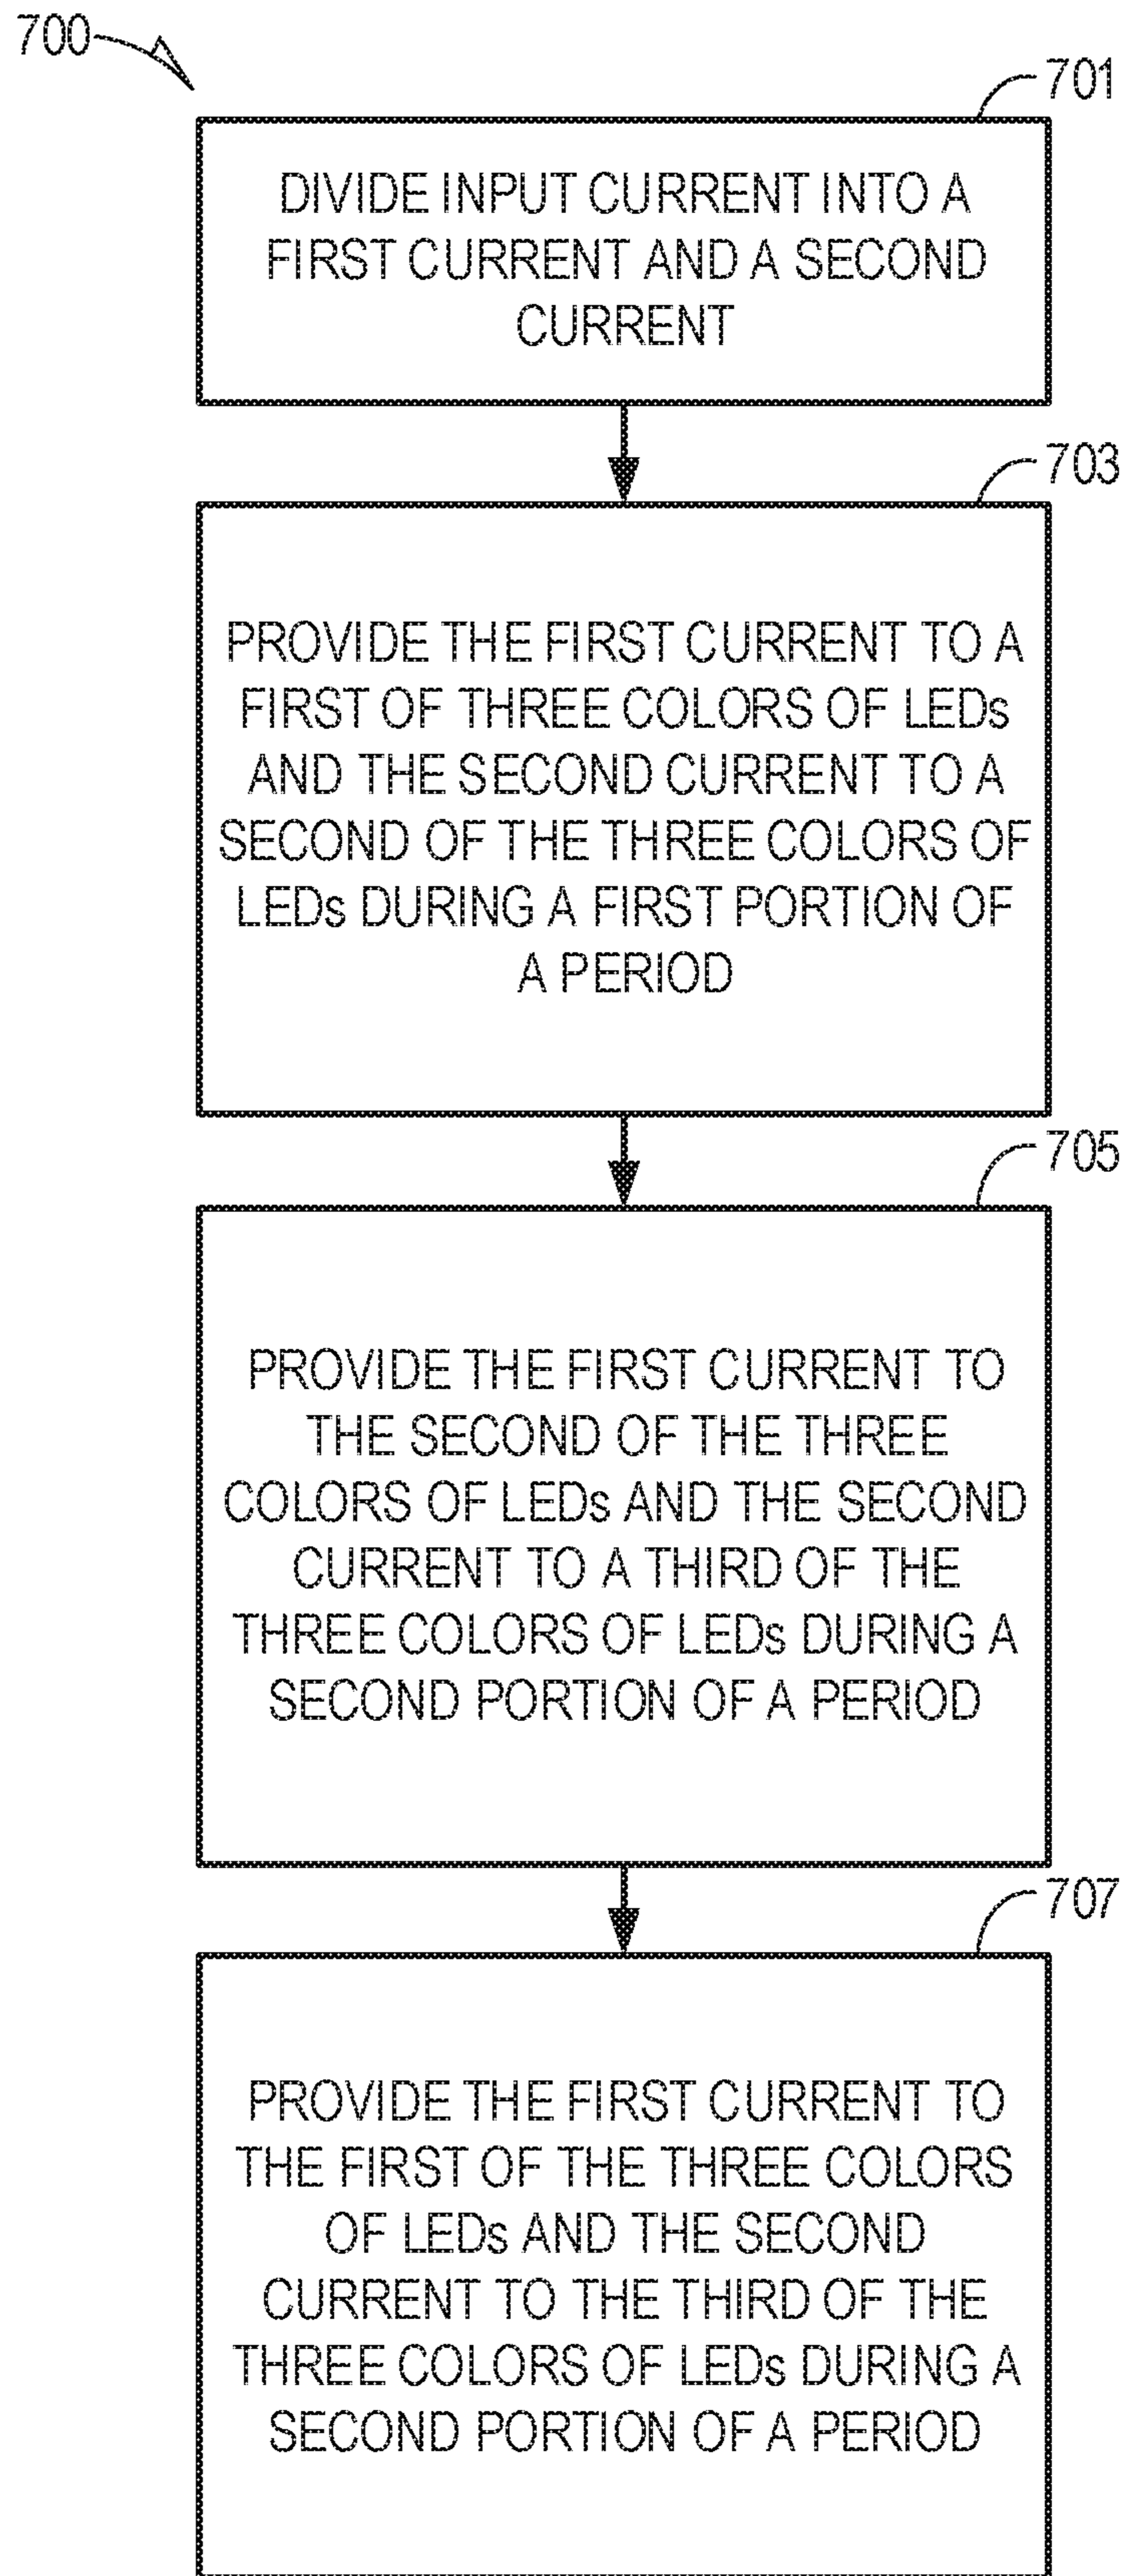 700
701
DIVIDE INPUT CURRENT INTO A
FIRST CURRENT AND A SECOND
CURRENT
703
PROVIDE THE FIRST CURRENT TO A
FIRST OF THREE COLORS OF LEDs
AND THE SECOND CURRENT TO A
SECOND OF THE THREE COLORS OF
LEDs DURING A FIRST PORTION OF
A PERIOD
705
PROVIDE THE FIRST CURRENT TO
THE SECOND OF THE THREE
COLORS OF LEDs AND THE SECOND
CURRENT TO A THIRD OF THE
THREE COLORS OF LEDs DURING A
SECOND PORTION OF A PERIOD
707
PROVIDE THE FIRST CURRENT TO
THE FIRST OF THE THREE COLORS
OF LEDs AND THE SECOND
CURRENT TO THE THIRD OF THE
THREE COLORS OF LEDs DURING A
SECOND PORTION OF A PERIOD